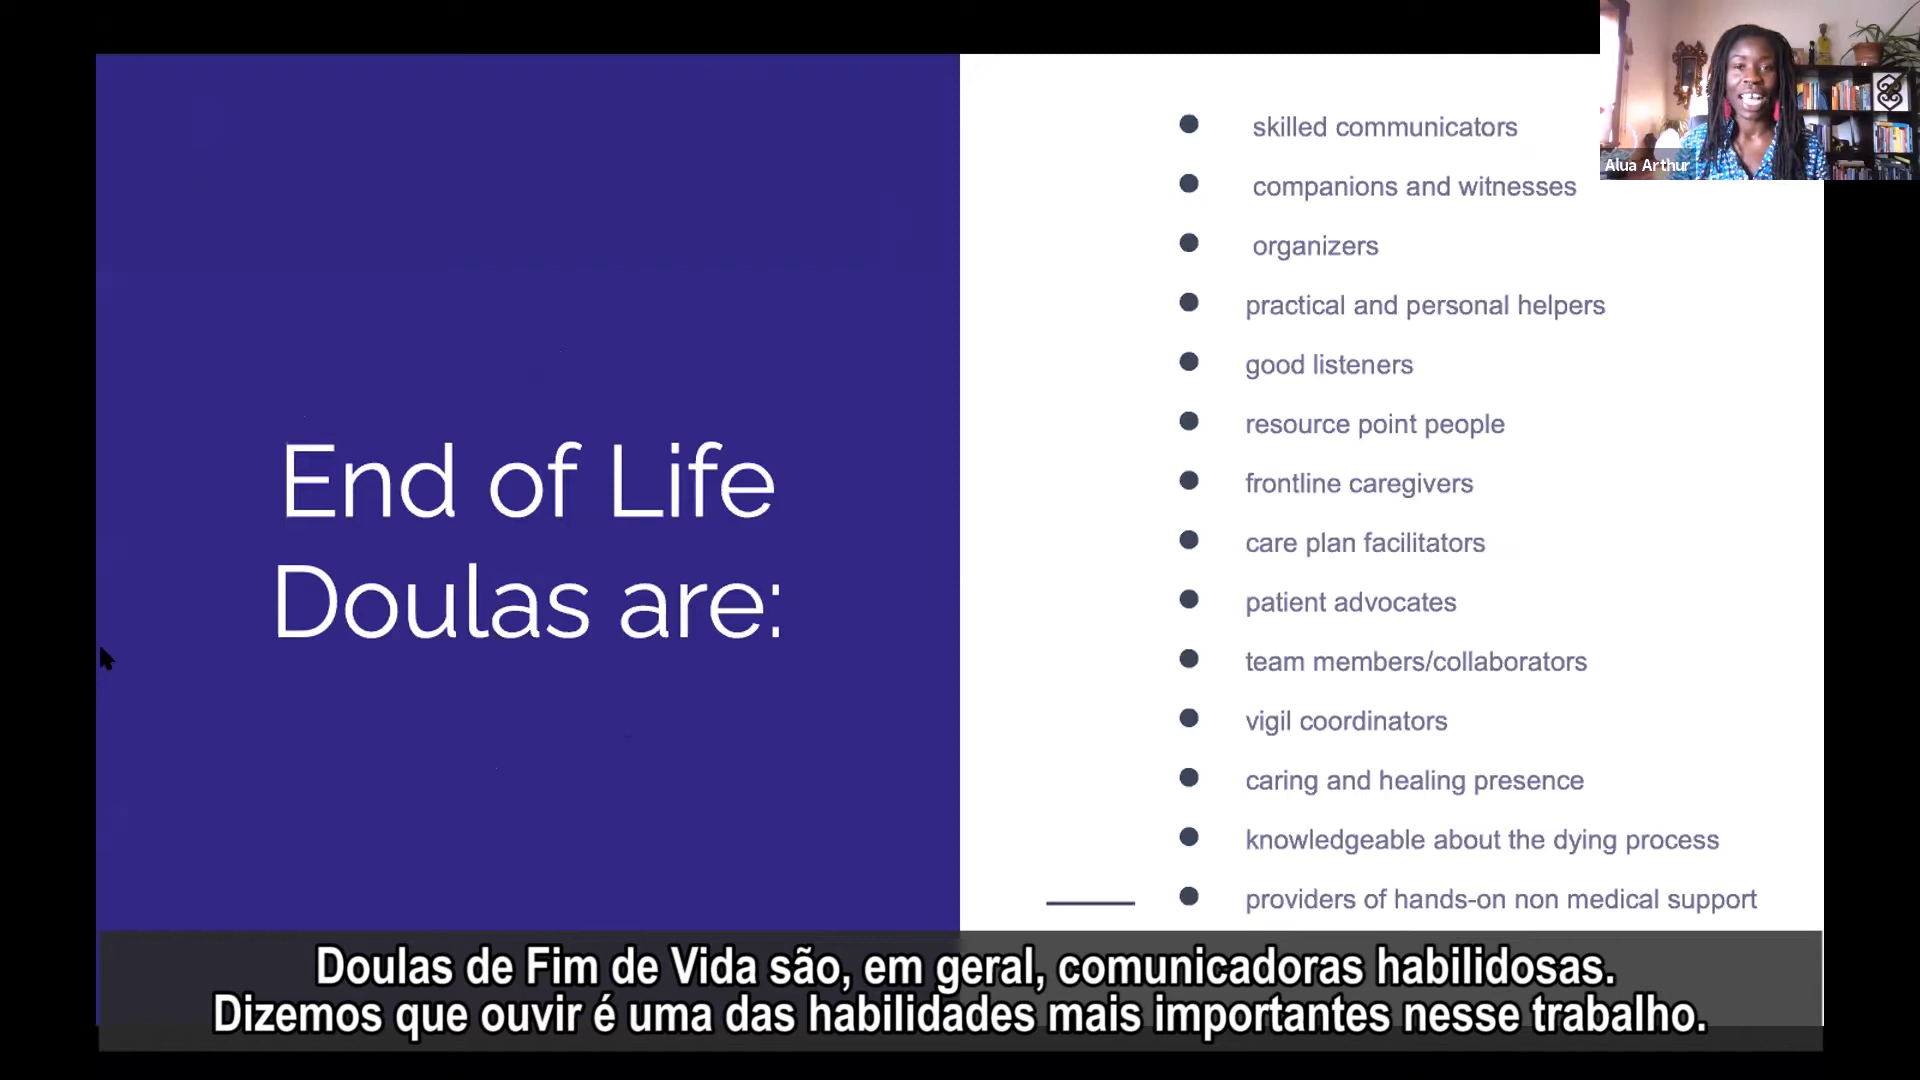 Alua Arthur
End of Life
Doulas are:
skilled communicators
companions and witnesses
organizers
practical and personal helpers
good listeners
resource point people
frontline caregivers
care plan facilitators
patient advocates
team members/collaborators
vigil coordinators
caring and healing presence
knowledgeable about the dying process
providers of hands-on non medical support
Doulas de Fim de Vida são, em geral, comunicadoras habilidosas.
Dizemos que ouvir é uma das habilidades mais importantes nesse trabalho.